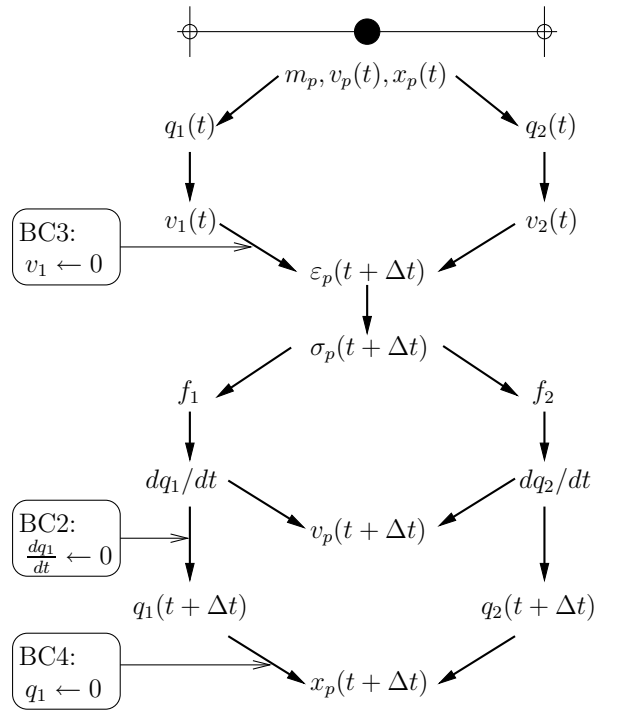 m_p, v_p(t), x_p(t)
q_1(t) q_2(t)
v_1(t) v_2(t)
BC3:
v_1 ← 0
ε_p(t + Δt)
σ_p(t + Δt)
f_1 f_2
dq_1/dt dq_2/dt
BC2:
\frac{dq_1}{dt} ← 0
v_p(t + Δt)
q_1(t + Δt) q_2(t + Δt)
BC4:
q_1 ← 0
x_p(t + Δt)